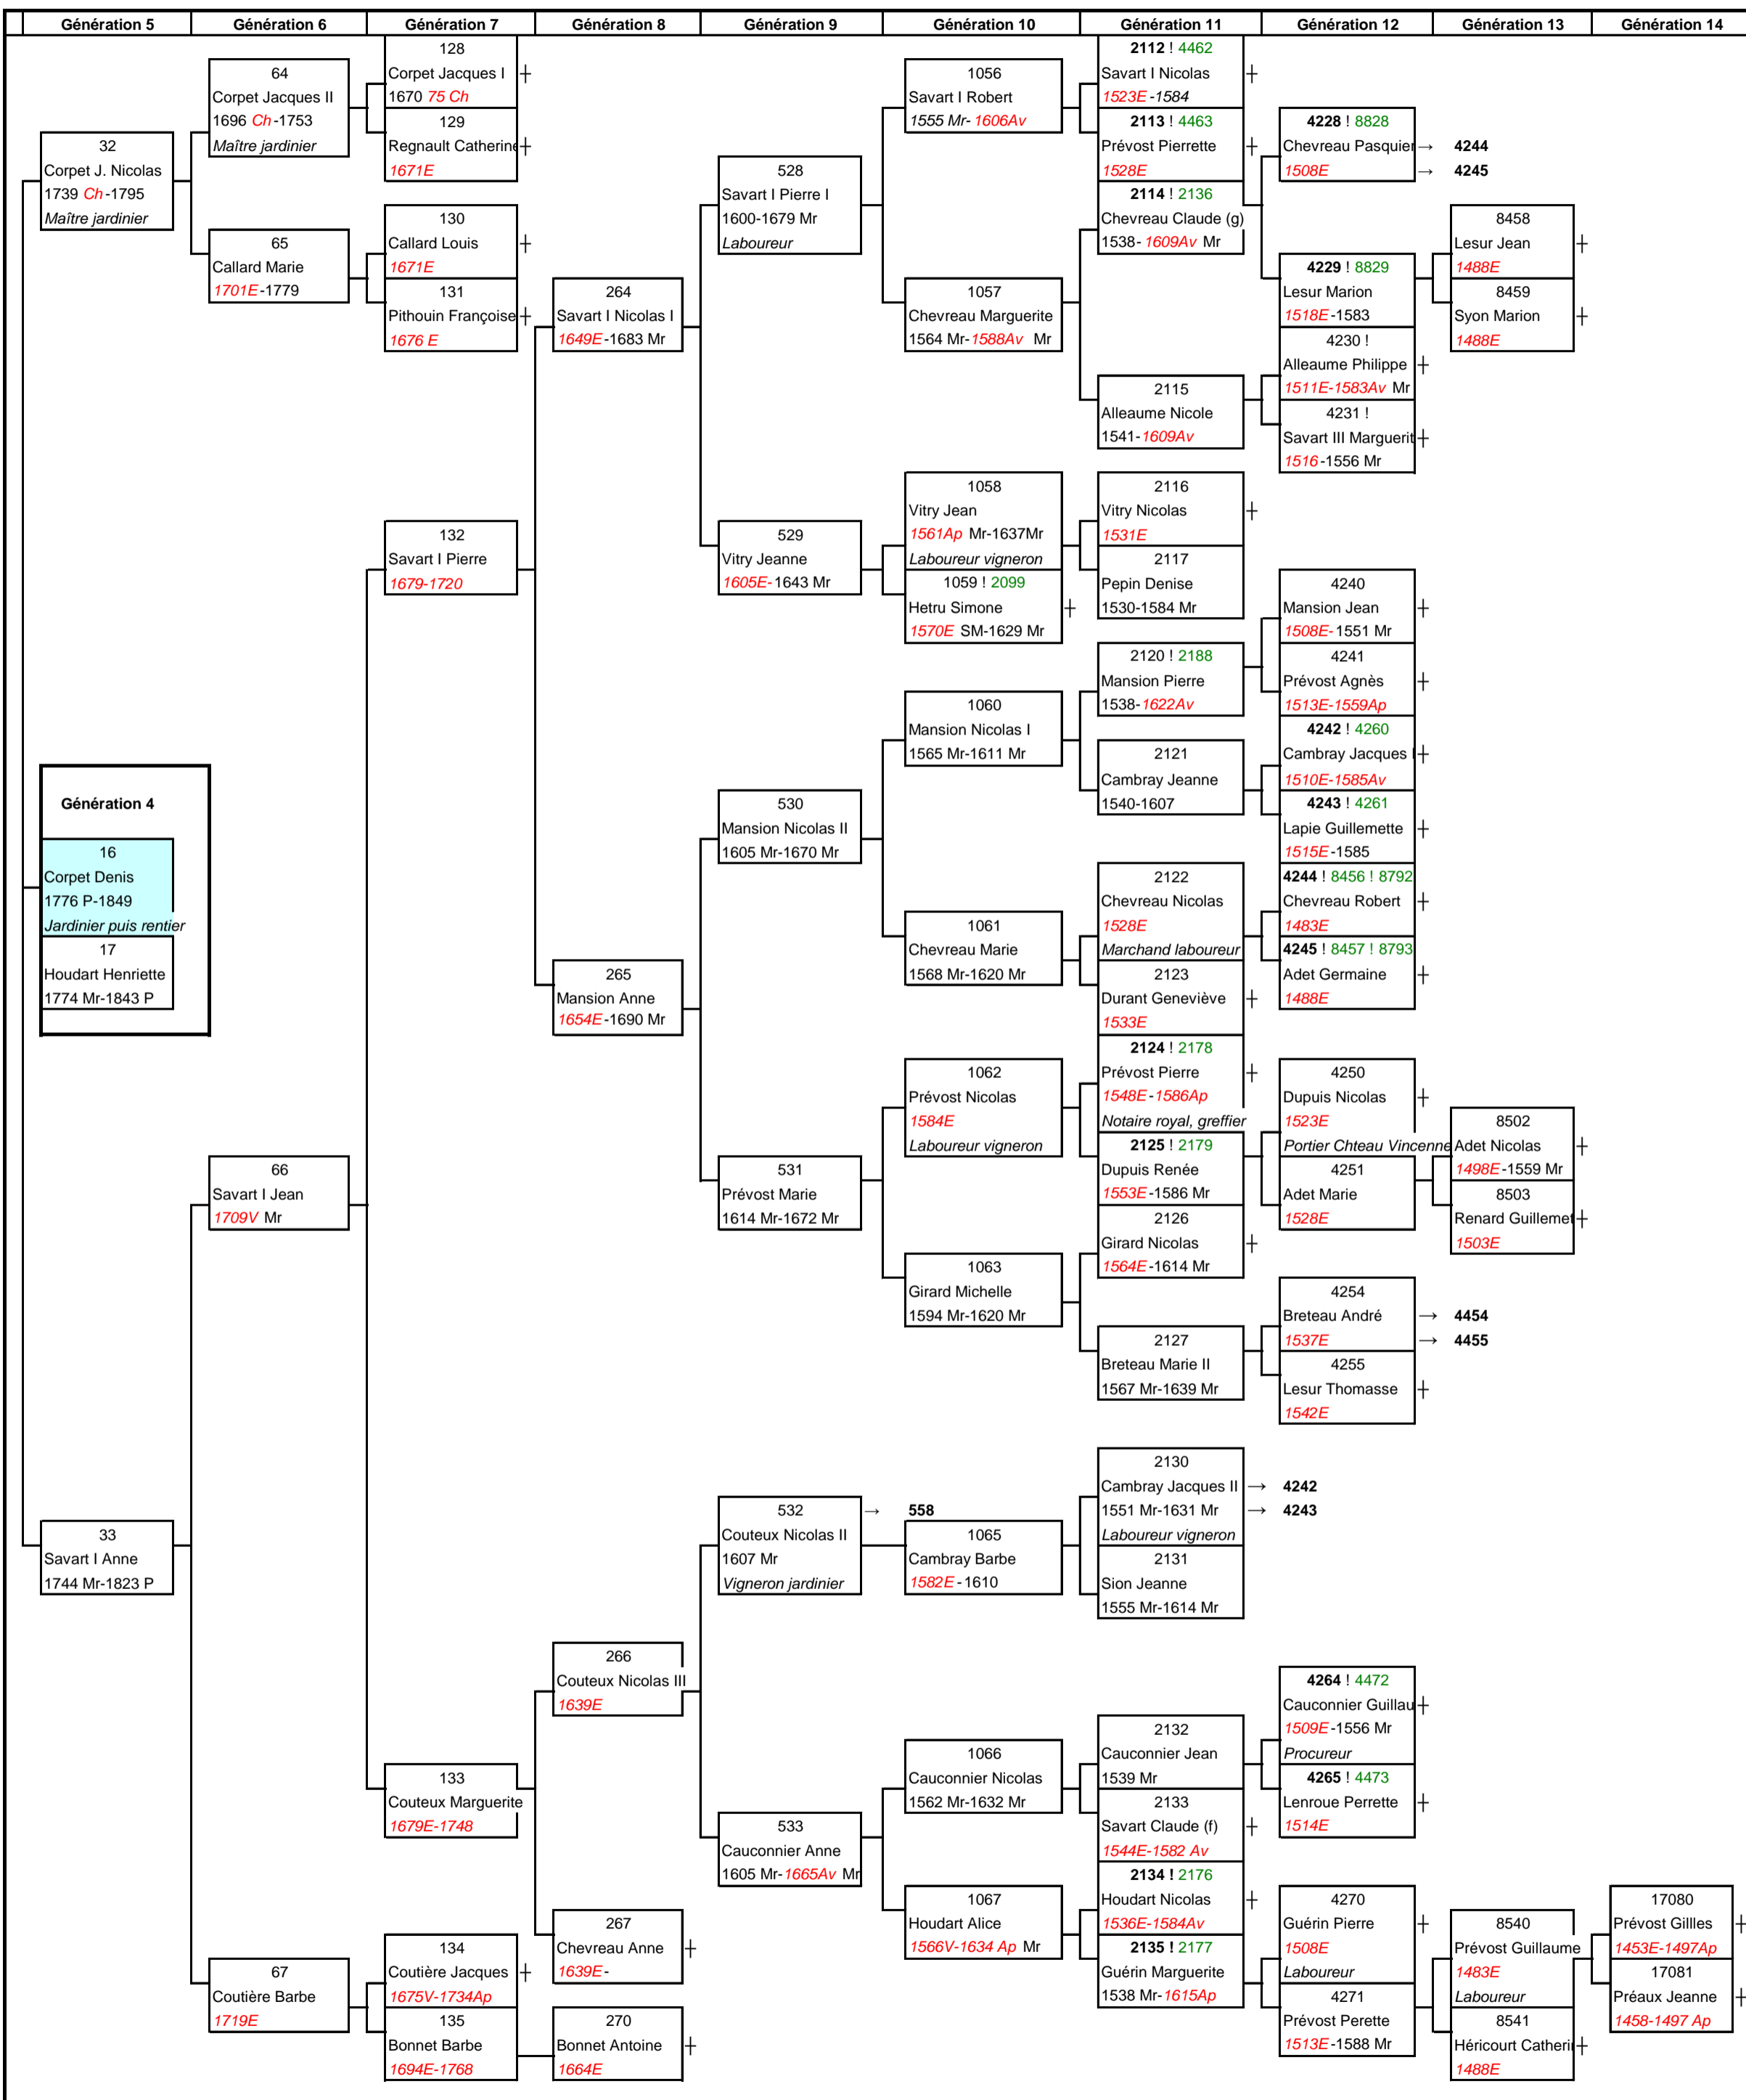 Génération 5 Génération 6 Génération 7 Génération 8 Génération 9 Génération 10 Génération 11 Génération 12 Génération 13 Génération 14
Génération 4
16
Corpet Denis
1776 P-1849
Jardinier puis rentier
17
Houdart Henriette
1774 Mr-1843 P
32
Corpet J. Nicolas
1739 Ch-1795
Maître jardinier
33
Savart I Anne
1744 Mr-1823 P
64
Corpet Jacques II
1696 Ch-1753
Maître jardinier
65
Callard Marie
1701E-1779
66
Savart I Jean
1709V Mr
67
Coutière Barbe
1719E
128
Corpet Jacques I ┼
1670 75 Ch
129
Regnault Catherine ┼
1671E
130
Callard Louis ┼
1671E
131
Pithouin Françoise ┼
1676 E
132
Savart I Pierre
1679-1720
133
Couteux Marguerite
1679E-1748
134
Coutière Jacques ┼
1675V-1734Ap
135
Bonnet Barbe
1694E-1768
264
Savart I Nicolas I
1649E-1683 Mr
265
Mansion Anne
1654E-1690 Mr
266
Couteux Nicolas III
1639E
267
Chevreau Anne ┼
1639E-
270
Bonnet Antoine ┼
1664E
528
Savart I Pierre I
1600-1679 Mr
Laboureur
529
Vitry Jeanne
1605E-1643 Mr
530
Mansion Nicolas II
1605 Mr-1670 Mr
531
Prévost Marie
1614 Mr-1672 Mr
532 → 558
Couteux Nicolas II
1607 Mr
Vigneron jardinier
533
Cauconnier Anne
1605 Mr-1665Av Mr
1056
Savart I Robert
1555 Mr-1606Av
1057
Chevreau Marguerite
1564 Mr-1588Av Mr
1058
Vitry Jean
1561Ap Mr-1637Mr
Laboureur vigneron
1059 ! 2099
Hetru Simone ┼
1570E SM-1629 Mr
1060
Mansion Nicolas I
1565 Mr-1611 Mr
1061
Chevreau Marie
1568 Mr-1620 Mr
1062
Prévost Nicolas
1584E
Laboureur vigneron
1063
Girard Michelle
1594 Mr-1620 Mr
1065
Cambray Barbe
1582E-1610
1066
Cauconnier Nicolas
1562 Mr-1632 Mr
1067
Houdart Alice
1566V-1634 Ap Mr
2112 ! 4462
Savart I Nicolas ┼
1523E-1584
2113 ! 4463
Prévost Pierrette ┼
1528E
2114 ! 2136
Chevreau Claude (g)
1538-1609Av Mr
2115
Alleaume Nicole
1541-1609Av
2116
Vitry Nicolas ┼
1531E
2117
Pepin Denise
1530-1584 Mr
2120 ! 2188
Mansion Pierre
1538-1622Av
2121
Cambray Jeanne
1540-1607
2122
Chevreau Nicolas
1528E
Marchand laboureur
2123
Durant Geneviève ┼
1533E
2124 ! 2178
Prévost Pierre ┼
1548E-1586Ap
Notaire royal, greffier
2125 ! 2179
Dupuis Renée
1553E-1586 Mr
2126
Girard Nicolas ┼
1564E-1614 Mr
2127
Breteau Marie II
1567 Mr-1639 Mr
2130
Cambray Jacques II → 4242
1551 Mr-1631 Mr → 4243
Laboureur vigneron
2131
Sion Jeanne
1555 Mr-1614 Mr
2132
Cauconnier Jean
1539 Mr
2133
Savart Claude (f) ┼
1544E-1582 Av
2134 ! 2176
Houdart Nicolas ┼
1536E-1584Av
2135 ! 2177
Guérin Marguerite
1538 Mr-1615Ap
4228 ! 8828
Chevreau Pasquier → 4244
1508E → 4245
4229 ! 8829
Lesur Marion
1518E-1583
4230 !
Alleaume Philippe ┼
1511E-1583Av Mr
4231 !
Savart III Marguerit ┼
1516-1556 Mr
4240
Mansion Jean ┼
1508E-1551 Mr
4241
Prévost Agnès ┼
1513E-1559Ap
4242 ! 4260
Cambray Jacques I ┼
1510E-1585Av
4243 ! 4261
Lapie Guillemette ┼
1515E-1585
4244 ! 8456 ! 8792
Chevreau Robert ┼
1483E
4245 ! 8457 ! 8793
Adet Germaine ┼
1488E
4250
Dupuis Nicolas ┼
1523E
Portier Chteau Vincenne
4251
Adet Marie
1528E
4254
Breteau André → 4454
1537E → 4455
4255
Lesur Thomasse ┼
1542E
4264 ! 4472
Cauconnier Guillau ┼
1509E-1556 Mr
Procureur
4265 ! 4473
Lenroue Perrette ┼
1514E
4270
Guérin Pierre ┼
1508E
Laboureur
4271
Prévost Perette
1513E-1588 Mr
8458
Lesur Jean ┼
1488E
8459
Syon Marion ┼
1488E
8502
Adet Nicolas ┼
1498E-1559 Mr
8503
Renard Guillemet ┼
1503E
8540
Prévost Guillaume
1483E
Laboureur
8541
Héricourt Catheri ┼
1488E
17080
Prévost Gillles ┼
1453E-1497Ap
17081
Préaux Jeanne ┼
1458-1497 Ap